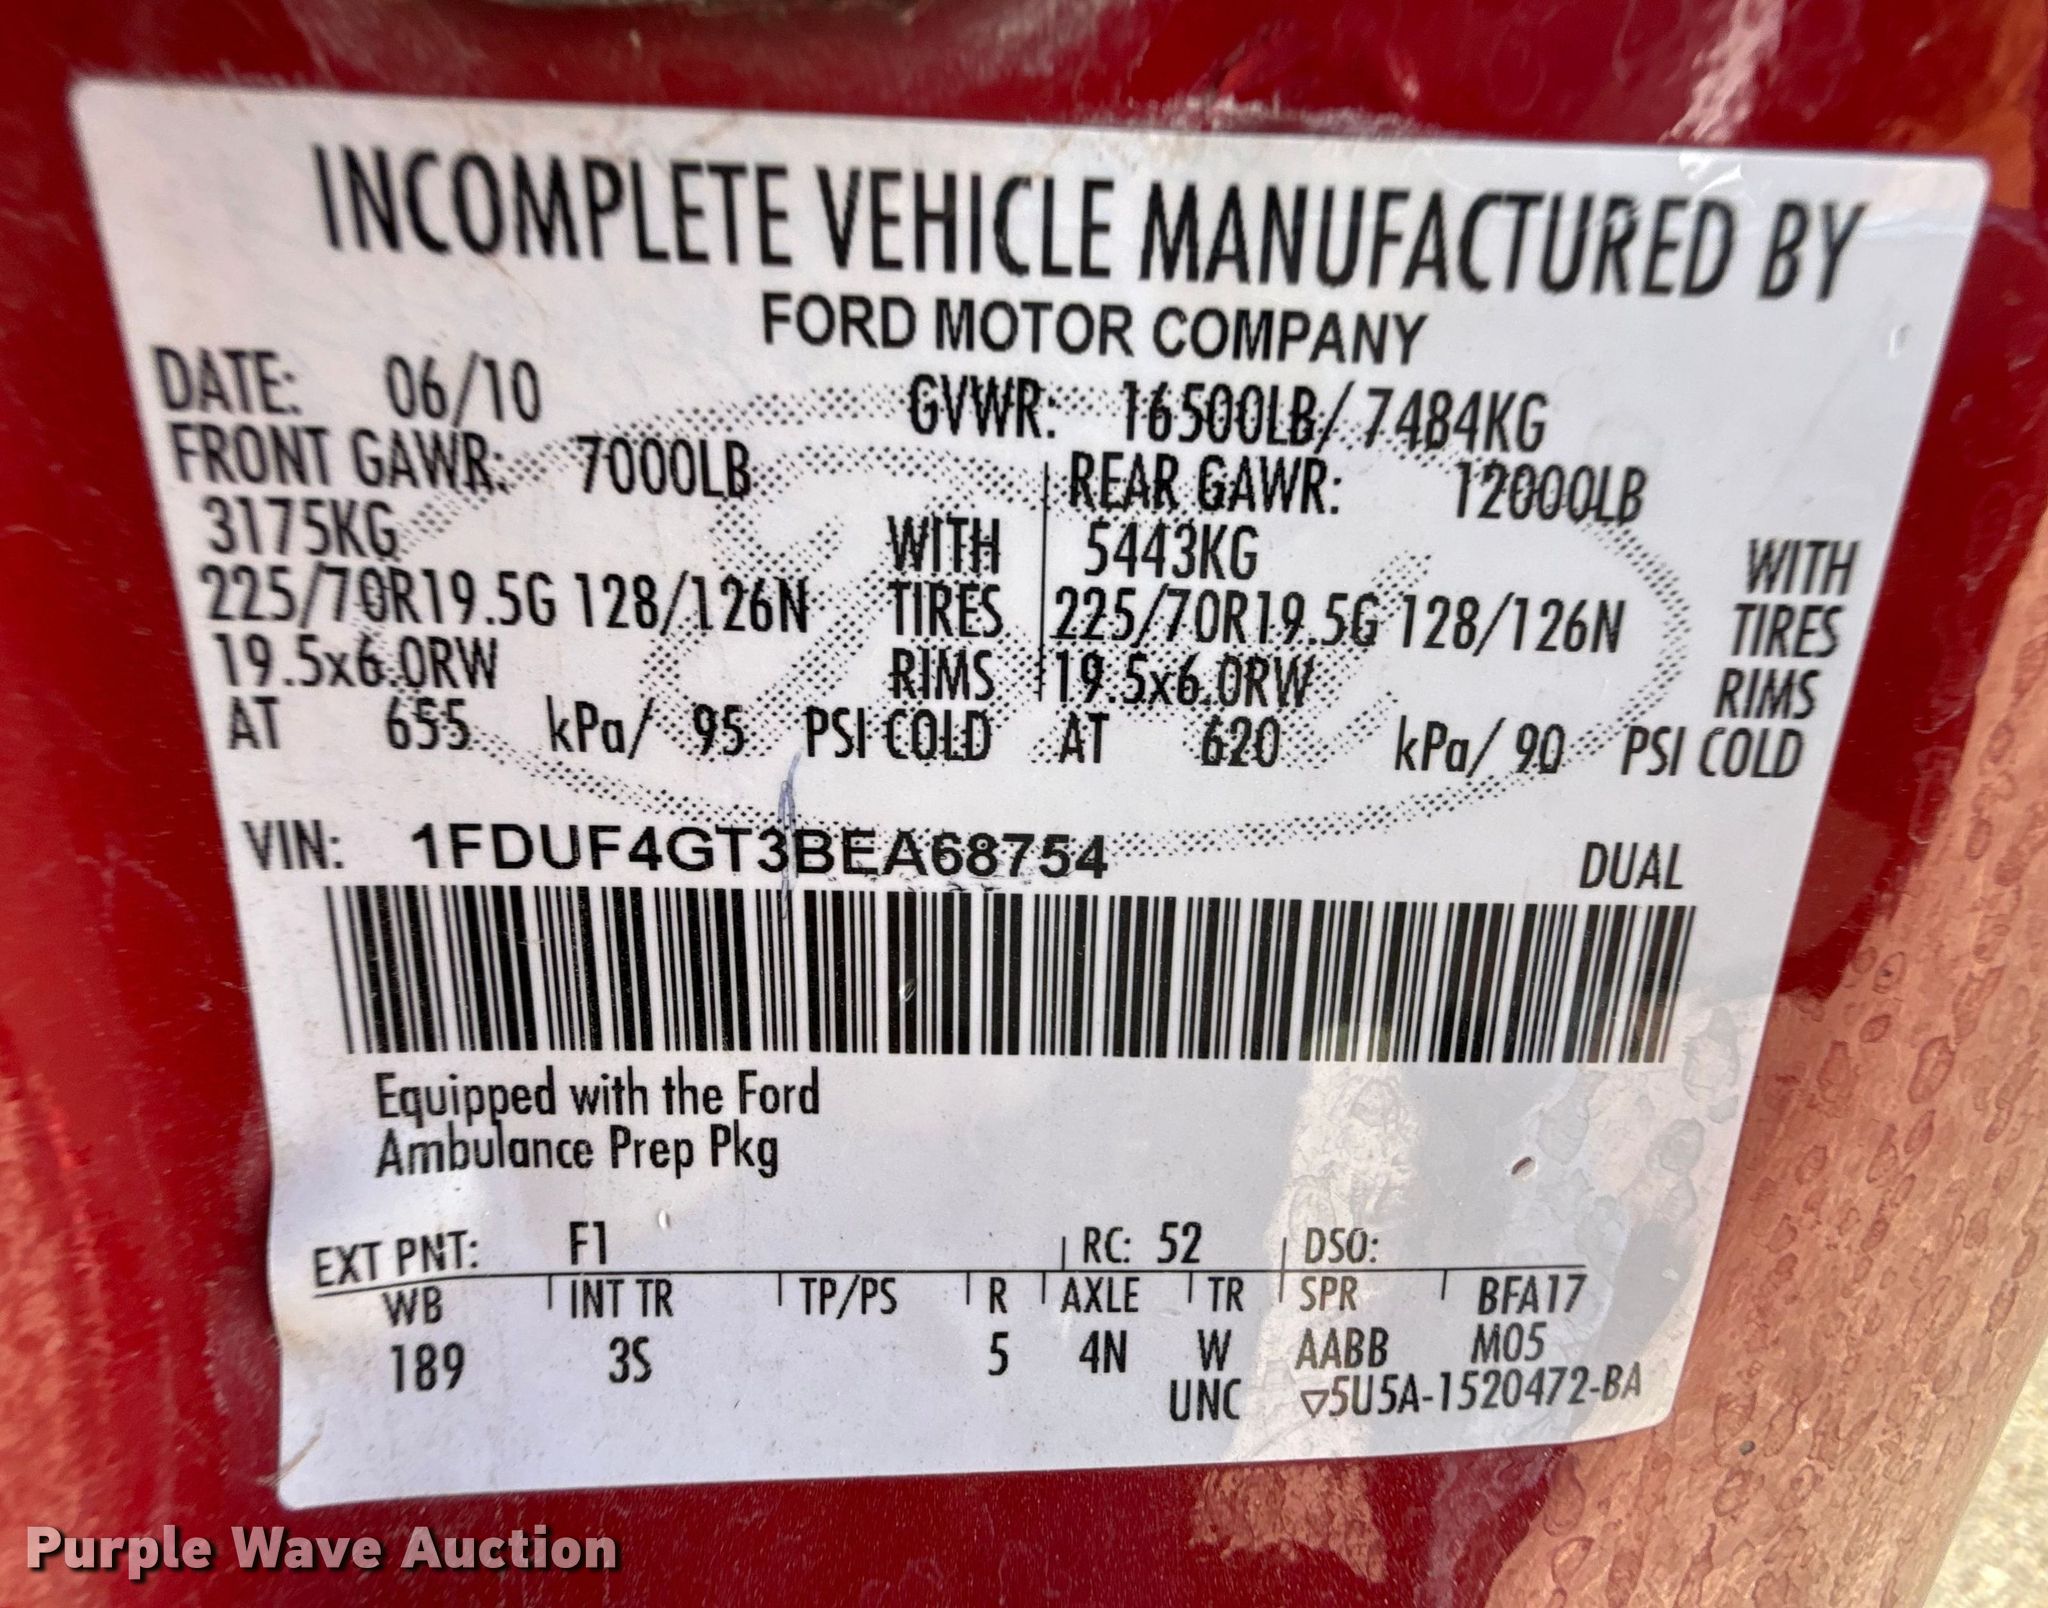 INCOMPLETE VEHICLE MANUFACTURED BY
FORD MOTOR COMPANY
DATE: 06/10 GVWR: 16500LB/ 7484KG
FRONT GAWR: 7000LB REAR GAWR: 12000LB
3175KG WITH 5443KG WITH
225/70R19.5G 128/126N TIRES 225/70R19.5G 128/126N TIRES
19.5x6.0RW RIMS 19.5x6.0RW RIMS
AT 655 kPa/ 95 PSI COLD AT 620 kPa/ 90 PSI COLD
VIN: 1FDUF4GT3BEA68754 DUAL
Equipped with the Ford
Ambulance Prep Pkg
EXT PNT: F1 RC: 52 DSO:
WB INT TR TP/PS R AXLE TR SPR BFA17
189 3S 5 4N W AABB M05
UNC ▽5U5A-1520472-BA
Purple Wave Auction